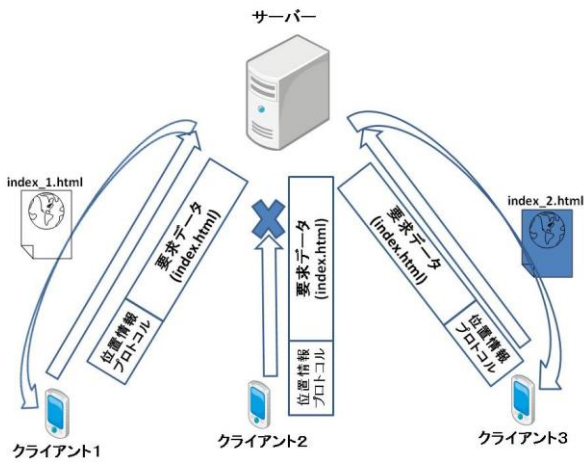 サーバー
index_1.html
要求データ
(index.html)
位置情報
プロトコル
要求データ
(index.html)
位置情報
プロトコル
要求データ
(index.html)
位置情報
プロトコル
index_2.html
クライアント1
クライアント2
クライアント3